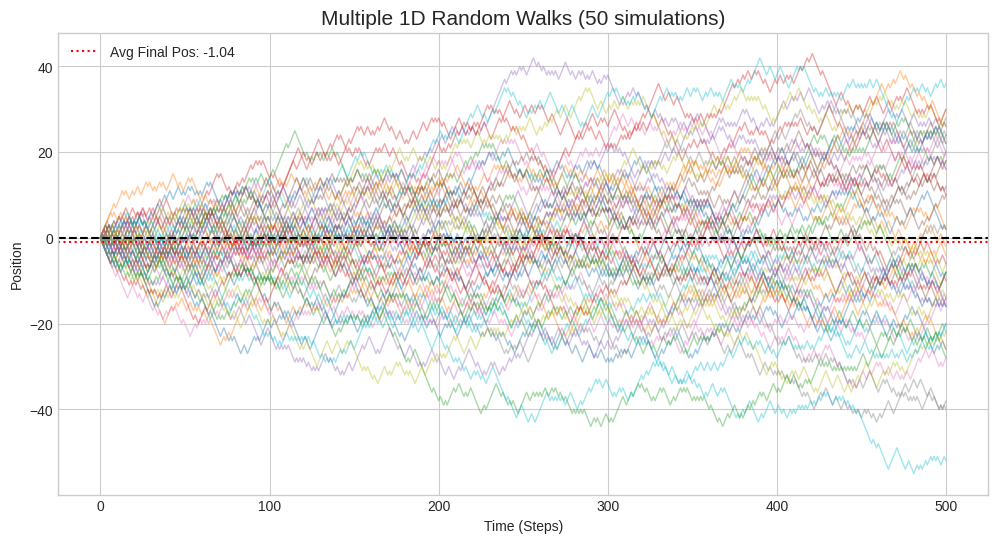 Multiple 1D Random Walks (50 simulations)
Avg Final Pos: -1.04
40
20
0
−20
−40
Position
0 100 200 300 400 500
Time (Steps)